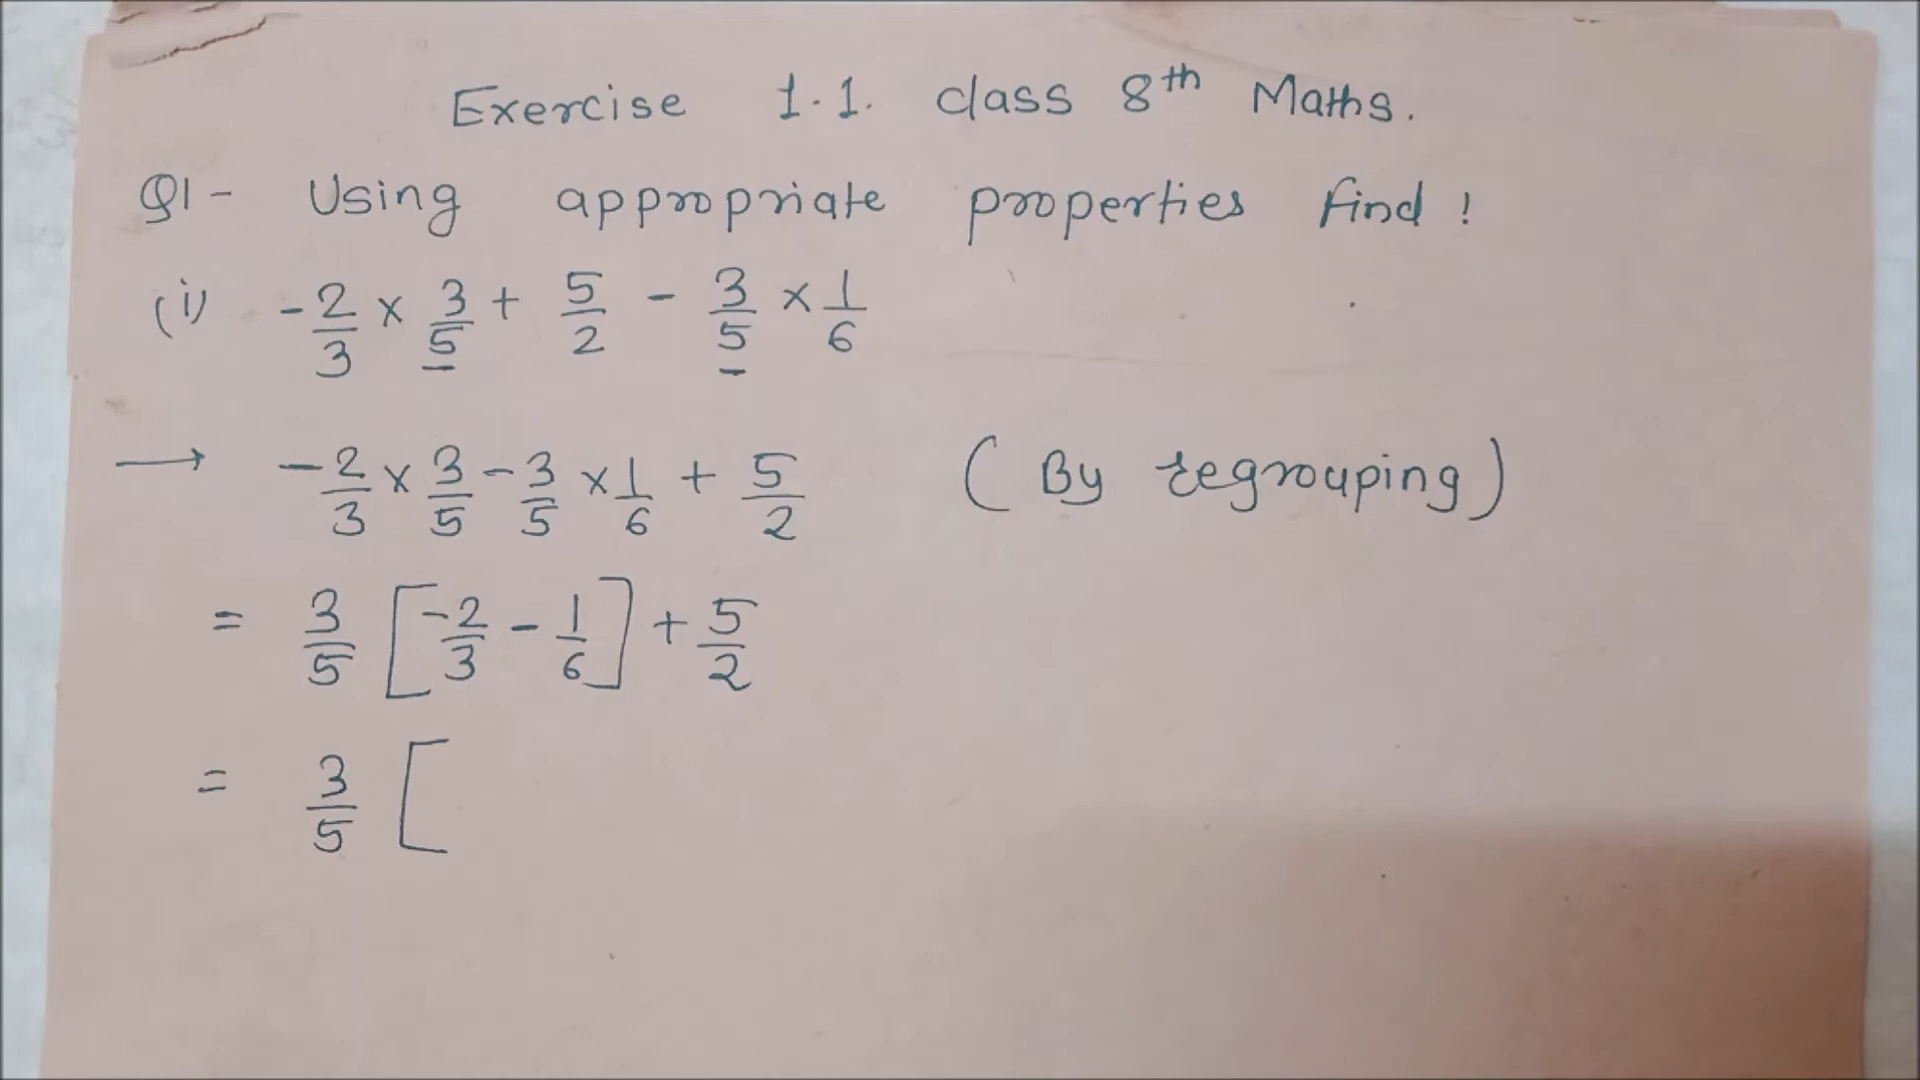 Exercise 1.1. class 8th Maths.
Q1- Using appropriate properties find !
(i) -2/3 x 3/5 + 5/2 - 3/5 x 1/6
→ -2/3 x 3/5 - 3/5 x 1/6 + 5/2 ( By regrouping )
= 3/5 [ -2/3 - 1/6 ] + 5/2
= 3/5 [